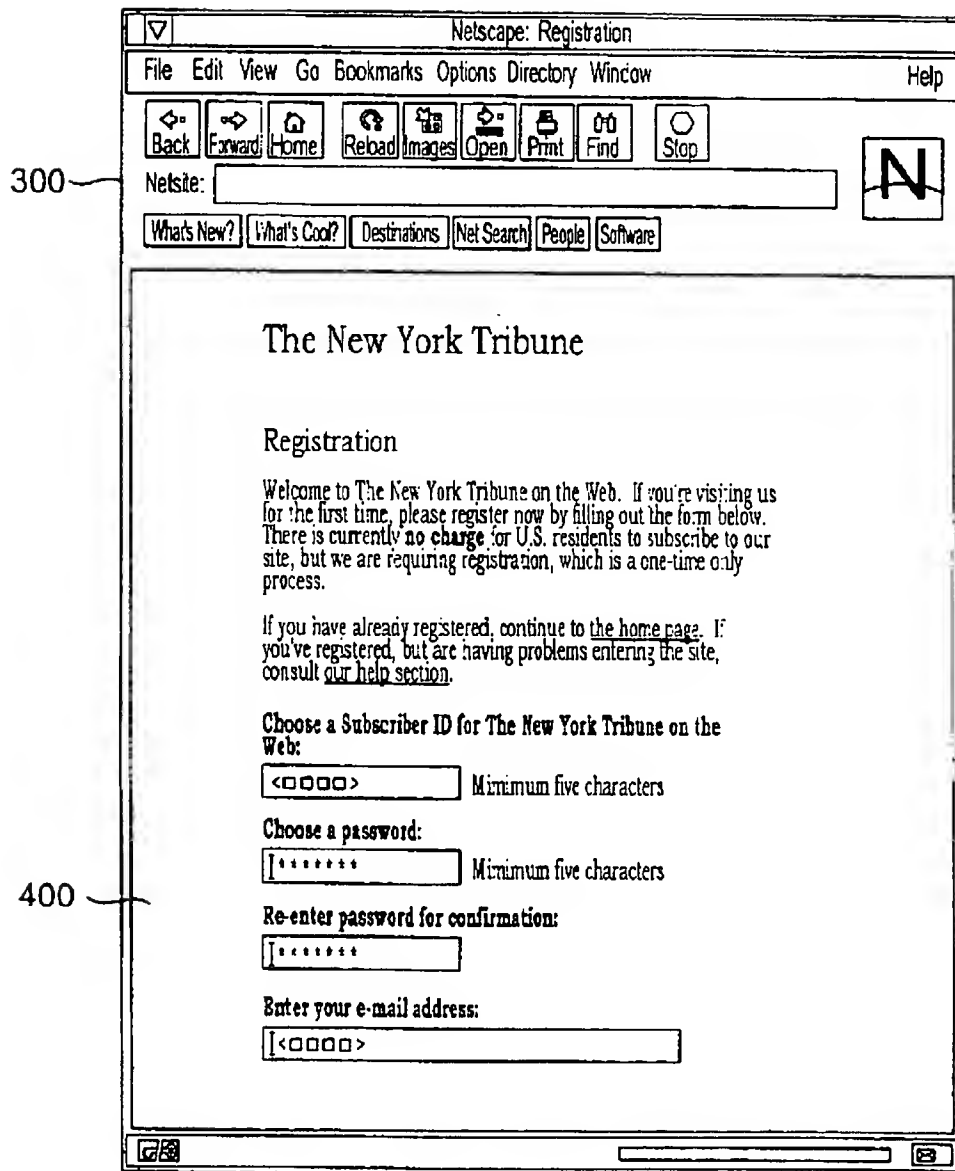 Netscape: Registration
File Edit View Go Bookmarks Options Directory Window Help
Back Forward Home Reload Images Open Print Find Stop
N
300
Netsite:
What's New? What's Cool? Destinations Net Search People Software
The New York Tribune
Registration
Welcome to The New York Tribune on the Web. If you're visiting us
for the first time, please register now by filling out the form below.
There is currently no charge for U.S. residents to subscribe to our
site, but we are requiring registration, which is a one-time only
process.
If you have already registered, continue to the home page. If
you've registered, but are having problems entering the site,
consult our help section.
Choose a Subscriber ID for The New York Tribune on the
Web:
<□□□□> Minimum five characters
Choose a password:
******* Minimum five characters
400
Re-enter password for confirmation:
*******
Enter your e-mail address:
<□□□□>